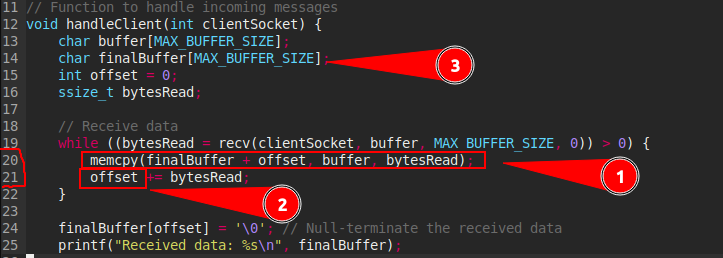 11 // Function to handle incoming messages
12 void handleClient(int clientSocket) {
13 char buffer[MAX_BUFFER_SIZE];
14 char finalBuffer[MAX_BUFFER_SIZE];
3
15 int offset = 0;
16 ssize_t bytesRead;
17
18 // Receive data
19 while ((bytesRead = recv(clientSocket, buffer, MAX_BUFFER_SIZE, 0)) > 0) {
20 memcpy(finalBuffer + offset, buffer, bytesRead);
1
21 offset += bytesRead;
2
22 }
23
24 finalBuffer[offset] = '\0'; // Null-terminate the received data
25 printf("Received data: %s\n", finalBuffer);